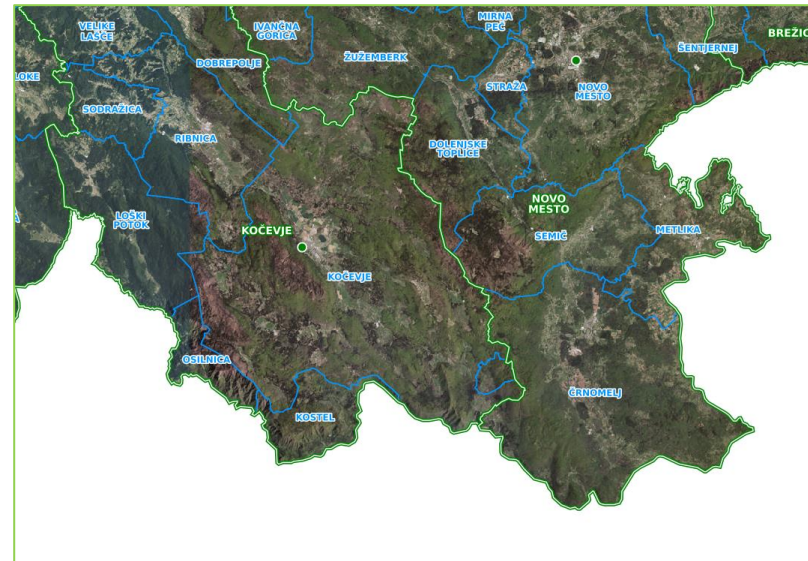 VELIKE
LAŠČE
IVANČNA
GORICA
MIRNA
PEČ
ŠENTJERNEJ
BREŽIC
DOBREPOLJE
ŽUŽEMBERK
LOKE
STRAŽA
NOVO
MESTO
SODRAŽICA
RIBNICA
DOLENJSKE
TOPLICE
NOVO
MESTO
LOŠKI
POTOK
A
KOČEVJE
SEMIČ
METLIKA
KOČEVJE
OSILNICA
ČRNOMELJ
KOSTEL